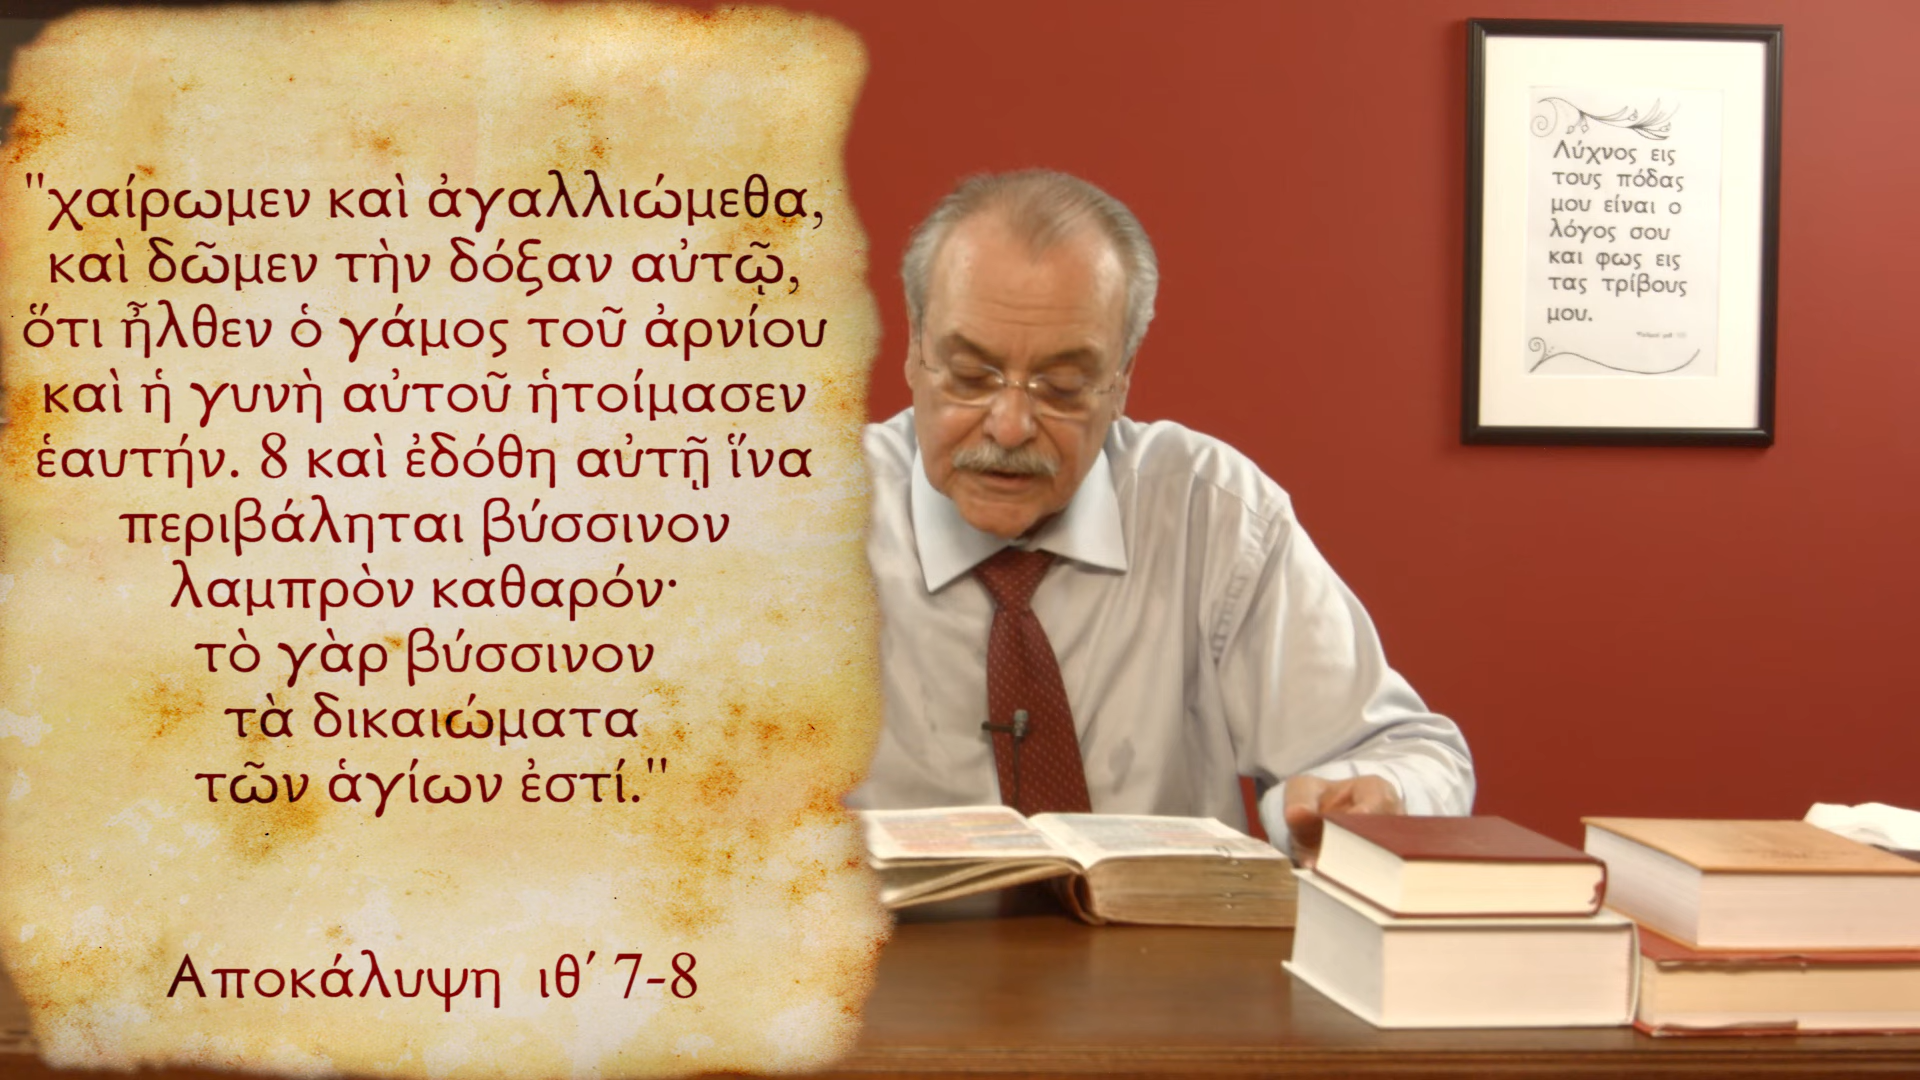 "χαίρωμεν καὶ ἀγαλλιώμεθα,
καὶ δῶμεν τὴν δόξαν αὐτῷ,
ὅτι ἦλθεν ὁ γάμος τοῦ ἀρνίου
καὶ ἡ γυνὴ αὐτοῦ ἡτοίμασεν
ἑαυτήν. 8 καὶ ἐδόθη αὐτῇ ἵνα
περιβάληται βύσσινον
λαμπρὸν καθαρόν·
τὸ γὰρ βύσσινον
τὰ δικαιώματα
τῶν ἁγίων ἐστί."
Αποκάλυψη ιθ΄ 7-8
Λύχνος εις
τους πόδας
μου είναι ο
λόγος σου
και φως εις
τας τρίβους
μου.